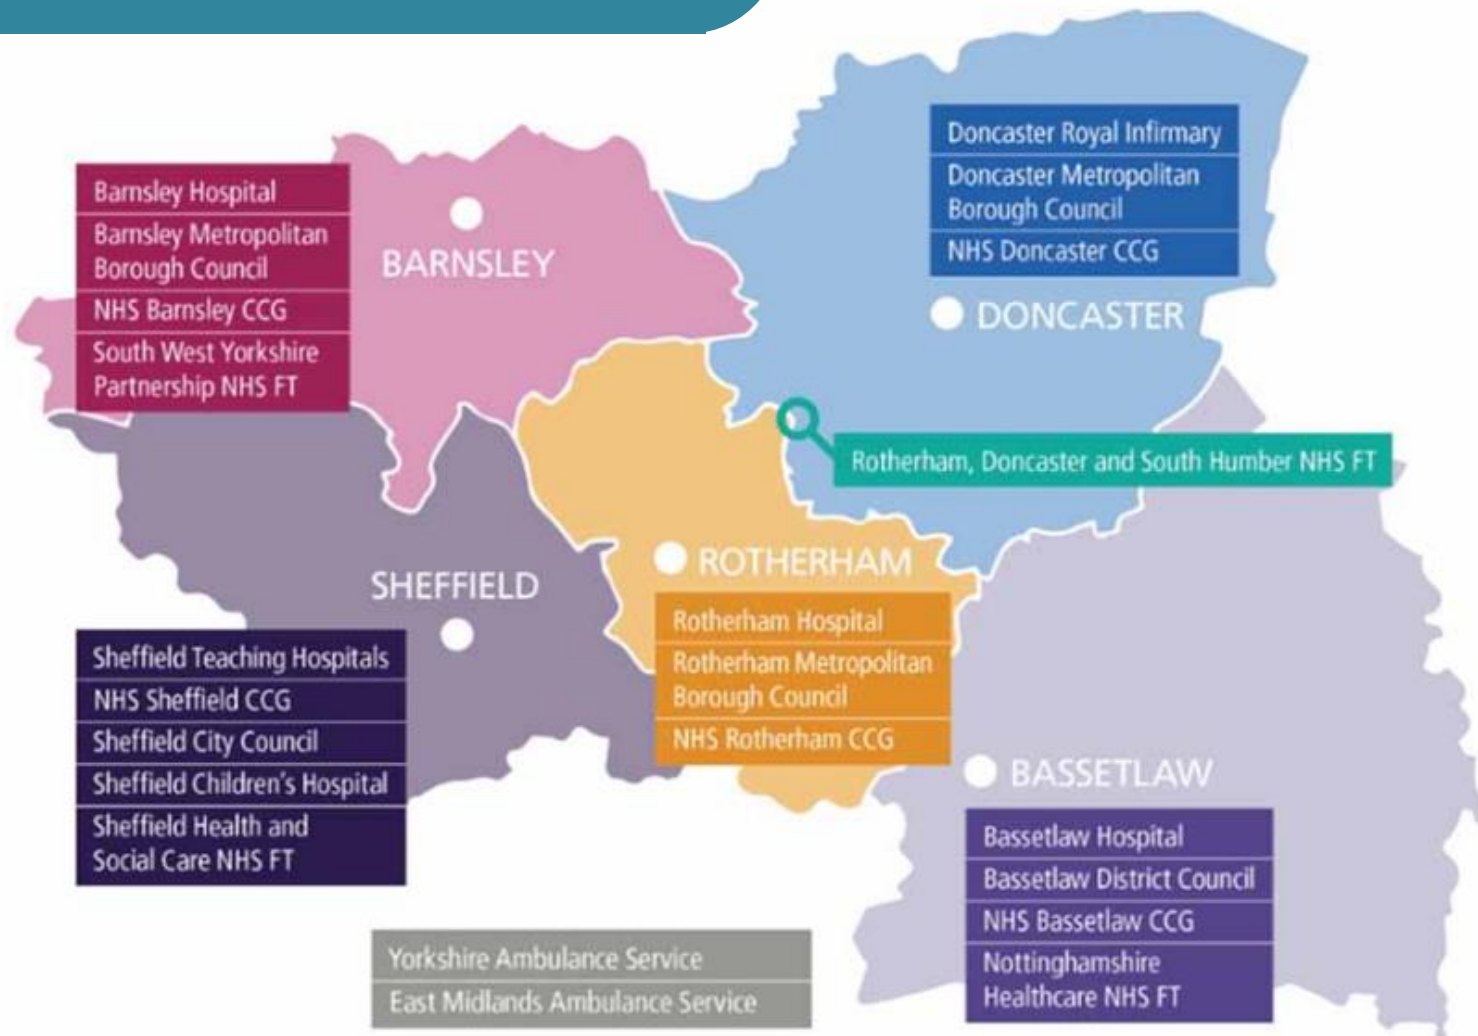 Barnsley Hospital
Barnsley Metropolitan
Borough Council
NHS Barnsley CCG
South West Yorkshire
Partnership NHS FT
BARNSLEY
Doncaster Royal Infirmary
Doncaster Metropolitan
Borough Council
NHS Doncaster CCG
DONCASTER
Rotherham, Doncaster and South Humber NHS FT
SHEFFIELD
Sheffield Teaching Hospitals
NHS Sheffield CCG
Sheffield City Council
Sheffield Children's Hospital
Sheffield Health and
Social Care NHS FT
ROTHERHAM
Rotherham Hospital
Rotherham Metropolitan
Borough Council
NHS Rotherham CCG
BASSETLAW
Bassetlaw Hospital
Bassetlaw District Council
NHS Bassetlaw CCG
Nottinghamshire
Healthcare NHS FT
Yorkshire Ambulance Service
East Midlands Ambulance Service